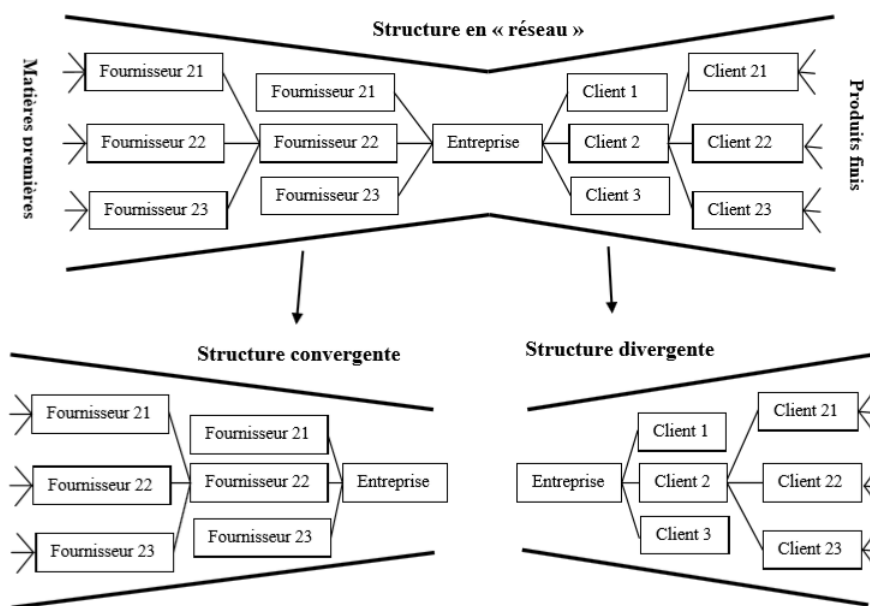 Structure en « réseau »
Matières premières
Fournisseur 21
Fournisseur 22
Fournisseur 23
Fournisseur 21
Fournisseur 22
Fournisseur 23
Entreprise
Client 1
Client 2
Client 3
Client 21
Client 22
Client 23
Produits finis
Structure convergente
Fournisseur 21
Fournisseur 22
Fournisseur 23
Fournisseur 21
Fournisseur 22
Fournisseur 23
Entreprise
Structure divergente
Entreprise
Client 1
Client 2
Client 3
Client 21
Client 22
Client 23